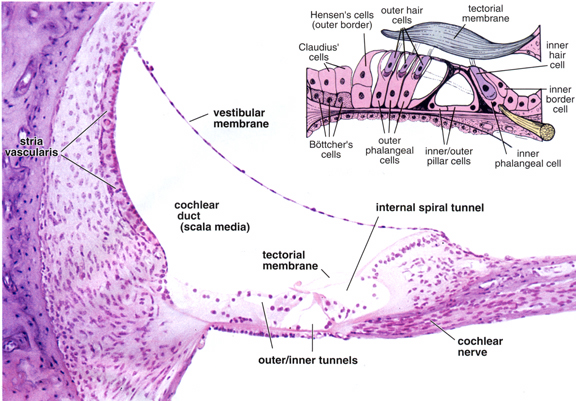 Hensen's cells
(outer border)
outer hair
cells
tectorial
membrane
Claudius'
cells
inner
hair
cell
inner
border
cell
Böttcher's
cells
outer
phalangeal
cells
inner/outer
pillar cells
inner
phalangeal cell
vestibular
membrane
stria
vascularis
cochlear
duct
(scala media)
internal spiral tunnel
tectorial
membrane
cochlear
nerve
outer/inner tunnels